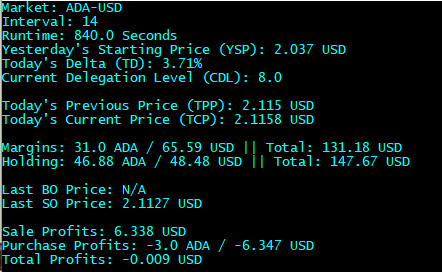 Market: ADA-USD
Interval: 14
Runtime: 840.0 Seconds
Yesterday's Starting Price (YSP): 2.037 USD
Today's Delta (TD): 3.71%
Current Delegation Level (CDL): 8.0
Today's Previous Price (TPP): 2.115 USD
Today's Current Price (TCP): 2.1158 USD
Margins: 31.0 ADA / 65.59 USD || Total: 131.18 USD
Holding: 46.88 ADA / 48.48 USD || Total: 147.67 USD
Last BO Price: N/A
Last SO Price: 2.1127 USD
Sale Profits: 6.338 USD
Purchase Profits: -3.0 ADA / -6.347 USD
Total Profits: -0.009 USD